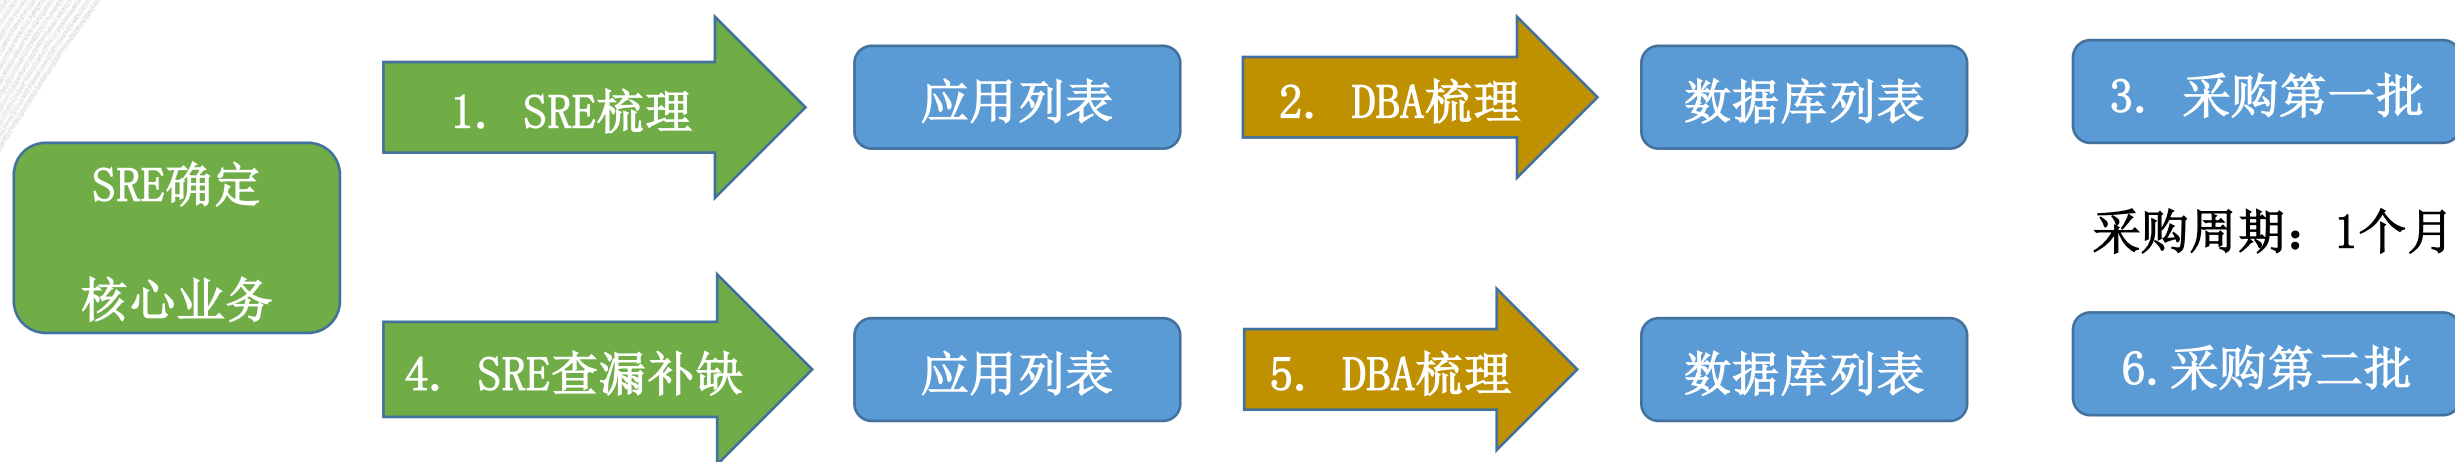 SRE确定
核心业务
1. SRE梳理
应用列表
2. DBA梳理
数据库列表
3. 采购第一批
采购周期：1个月
4. SRE查漏补缺
应用列表
5. DBA梳理
数据库列表
6.采购第二批